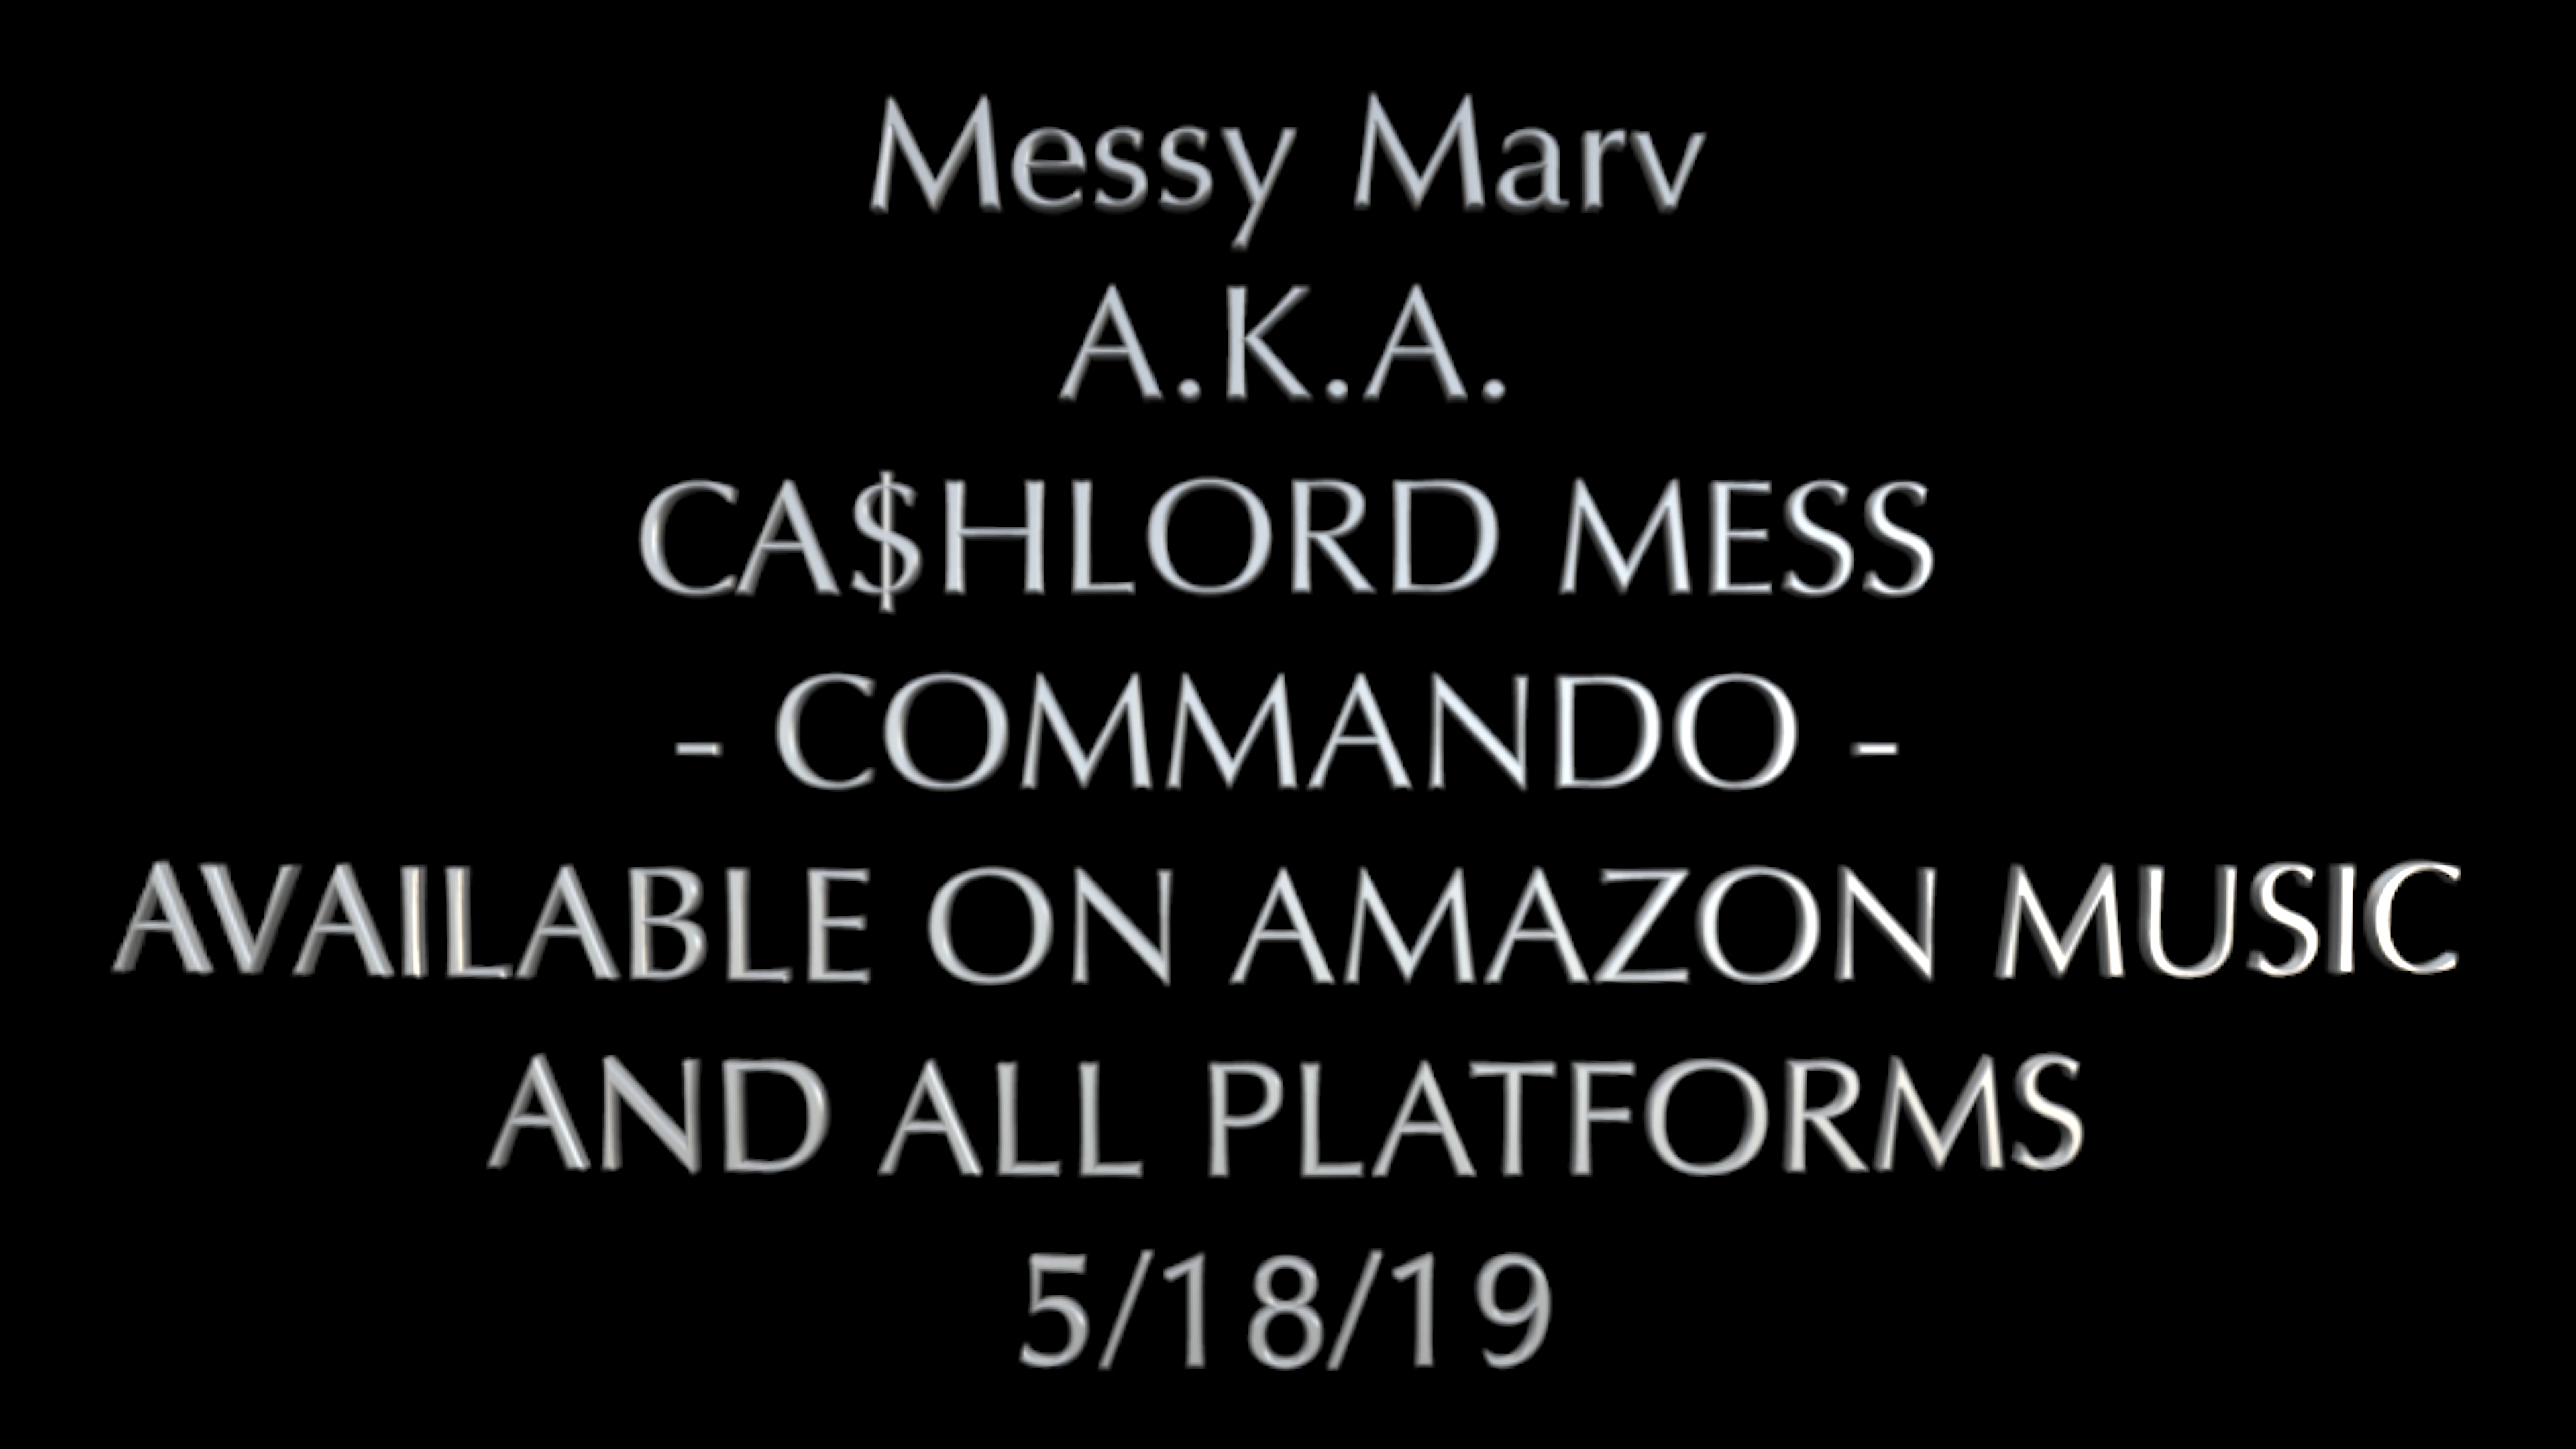 Messy Marv
A.K.A.
CA$HLORD MESS
- COMMANDO -
AVAILABLE ON AMAZON MUSIC
AND ALL PLATFORMS
5/18/19